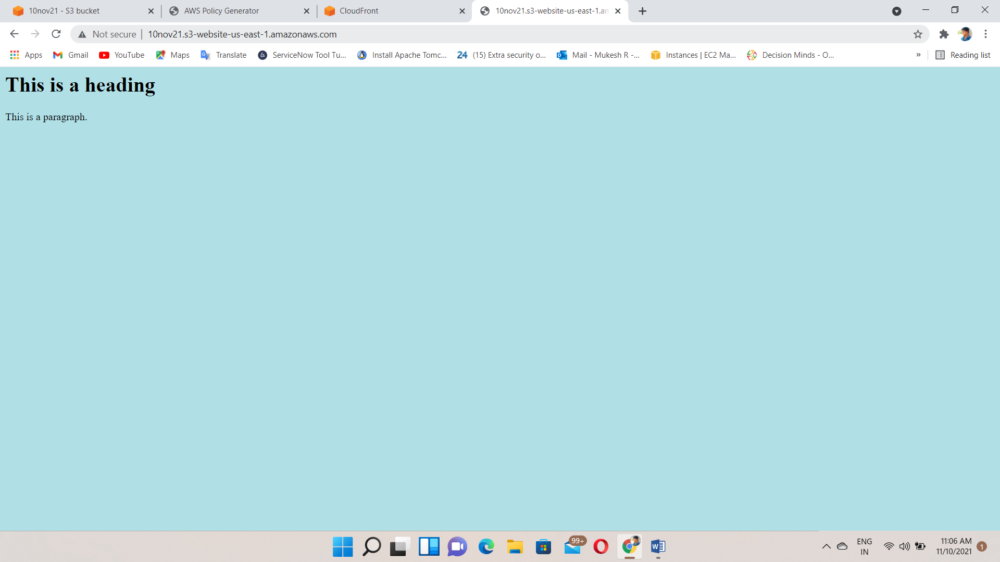 10nov21 - S3 bucket
AWS Policy Generator
CloudFront
10nov21.s3-website-us-east-1.am
Not secure
10nov21.s3-website-us-east-1.amazonaws.com
Apps
Gmail
YouTube
Maps
Translate
ServiceNow Tool Tu...
Install Apache Tomc...
24 (15) Extra security o...
Mail - Mukesh R -...
Instances | EC2 Ma...
Decision Minds - O...
»
Reading list
This is a heading
This is a paragraph.
99+
ENG
IN
11:06 AM
11/10/2021
1